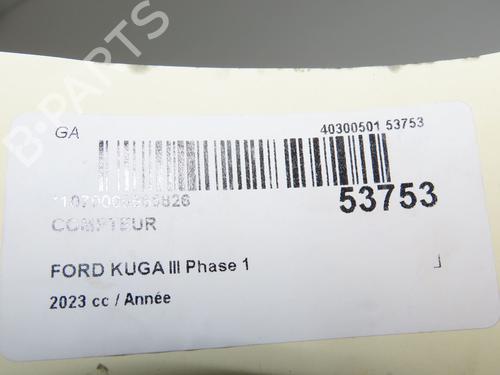 B-PARTS
GA
40300501 53753
53753
COMPTEUR
FORD KUGA III Phase 1
2023 cc / Année